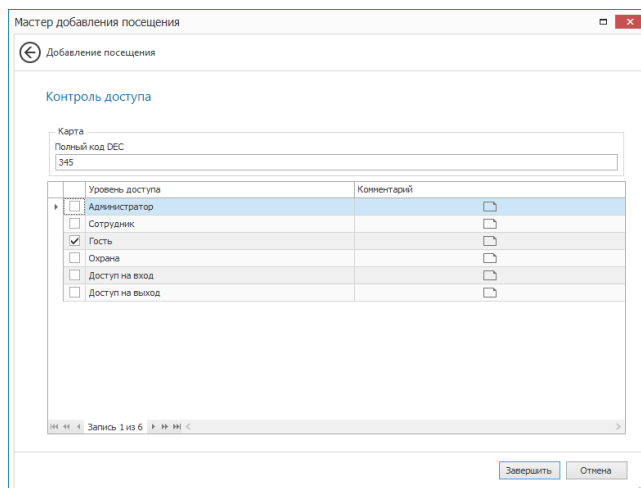 Мастер добавления посещения
Добавление посещения
Контроль доступа
Карта
Полный код DEC
345
Уровень доступа Комментарий
Администратор
Сотрудник
Гость
Охрана
Доступ на вход
Доступ на выход
Запись 1 из 6
Завершить Отмена